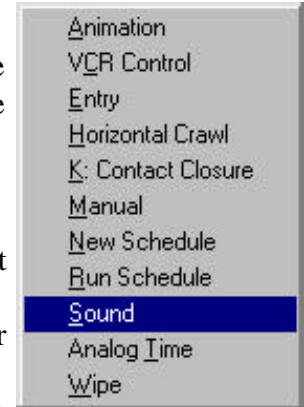 Animation
VCR Control
Entry
Horizontal Crawl
K: Contact Closure
Manual
New Schedule
Run Schedule
Sound
Analog Time
Wipe